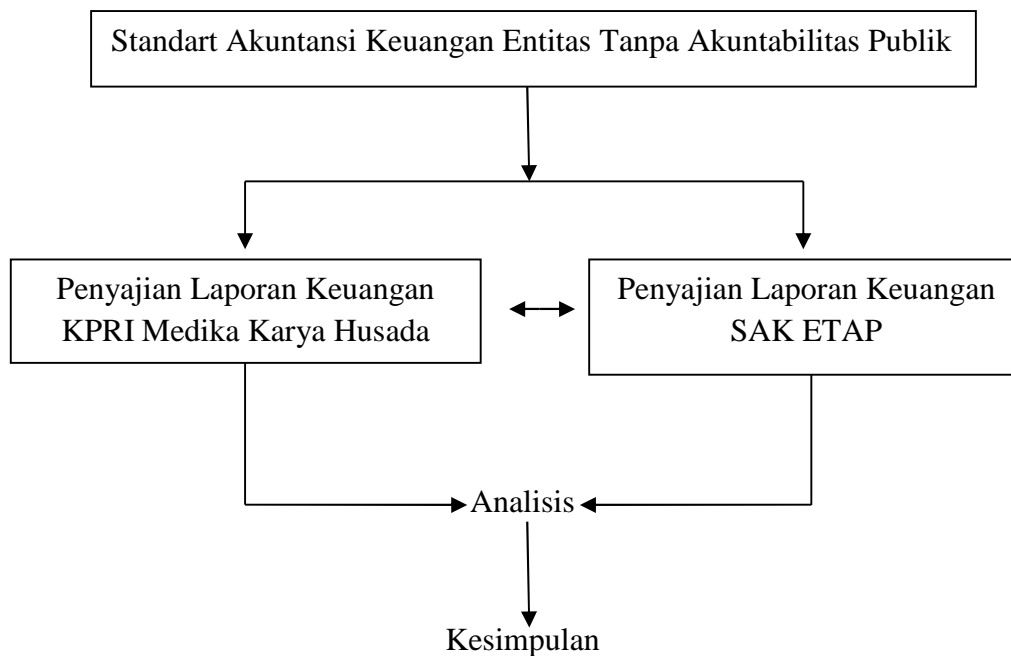 Standart Akuntansi Keuangan Entitas Tanpa Akuntabilitas Publik
Penyajian Laporan Keuangan
KPRI Medika Karya Husada
Penyajian Laporan Keuangan
SAK ETAP
Analisis
Kesimpulan